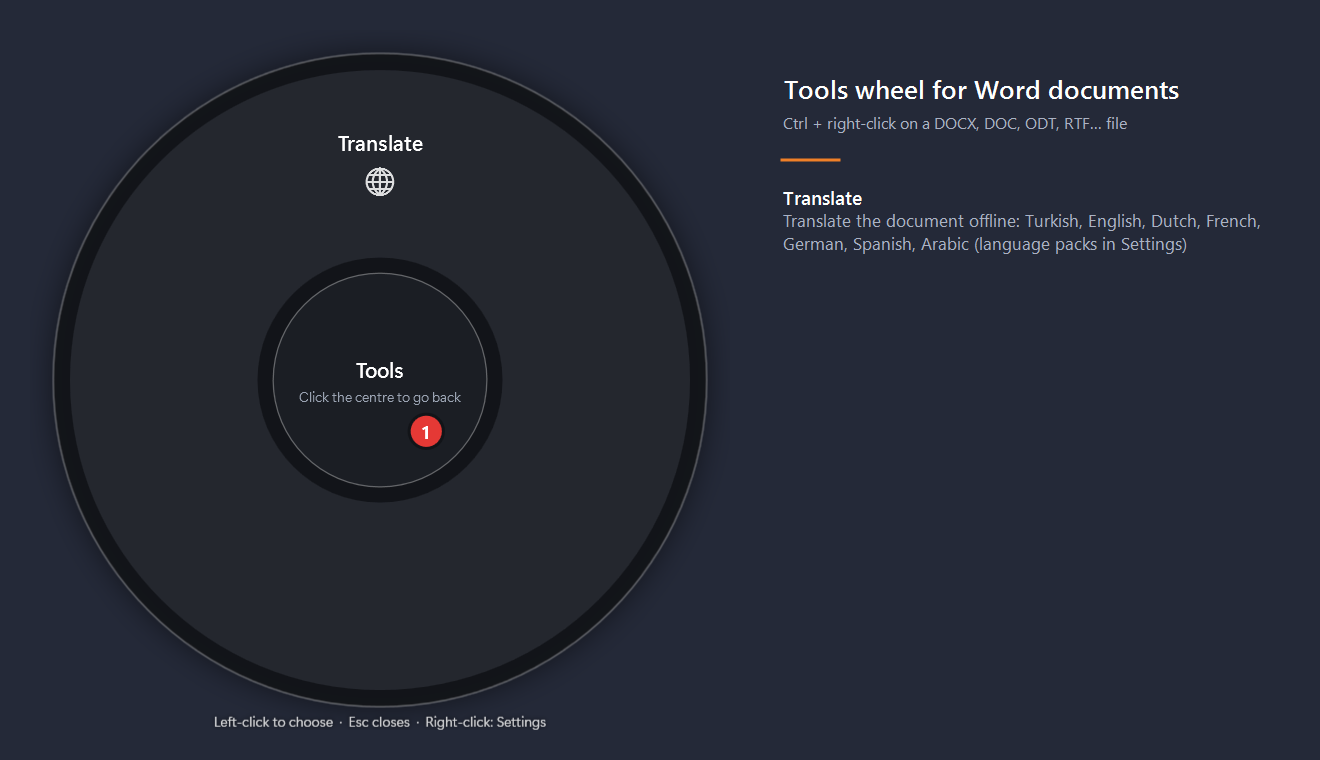 Translate
Tools
Click the centre to go back
1
Left-click to choose · Esc closes · Right-click: Settings
Tools wheel for Word documents
Ctrl + right-click on a DOCX, DOC, ODT, RTF... file
Translate
Translate the document offline: Turkish, English, Dutch, French,
German, Spanish, Arabic (language packs in Settings)